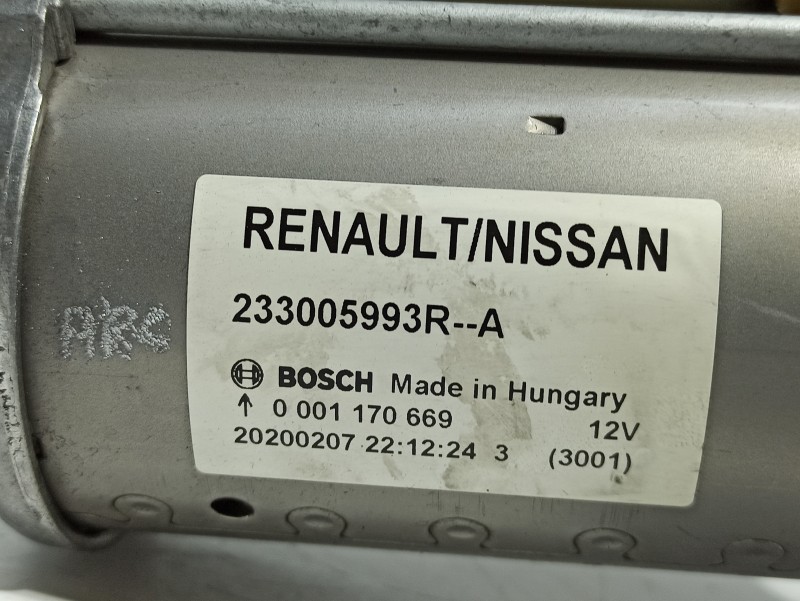 RENAULT/NISSAN
233005993R--A
BOSCH Made in Hungary
↑ 0 001 170 669 12V
20200207 22:12:24 3 (3001)